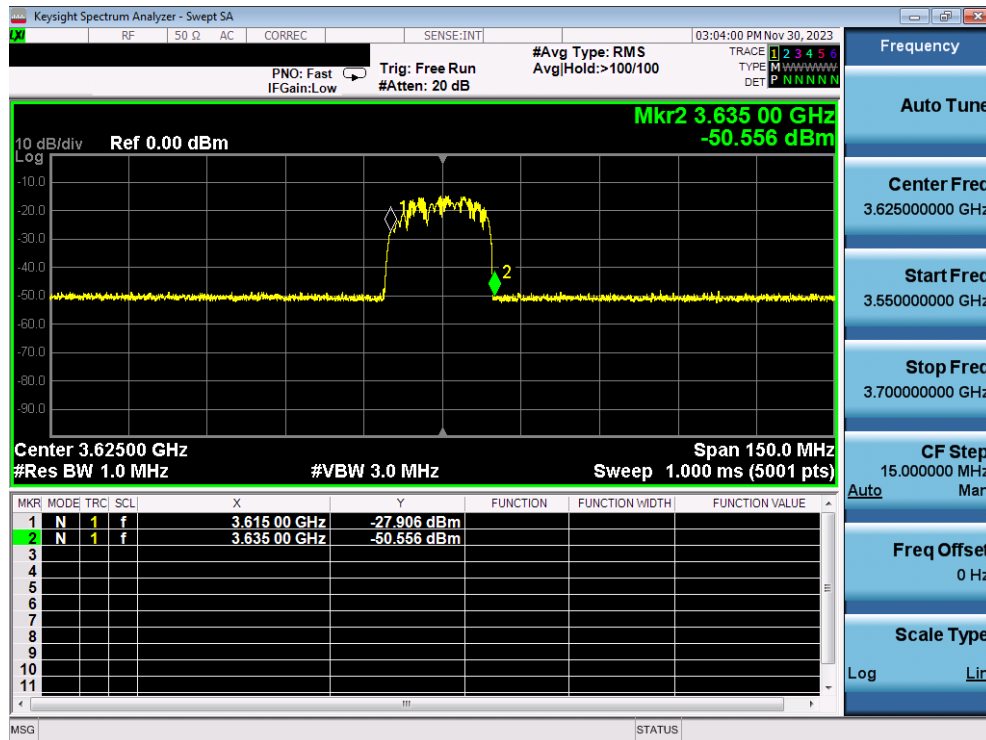 Keysight Spectrum Analyzer - Swept SA
LXI RF 50 Ω AC CORREC SENSE:INT 03:04:00 PM Nov 30, 2023
PNO: Fast
IFGain:Low
Trig: Free Run
#Atten: 20 dB
#Avg Type: RMS
Avg|Hold:>100/100
TRACE 1 2 3 4 5 6
TYPE M WWWWW
DET P N N N N N
Mkr2 3.635 00 GHz
-50.556 dBm
10 dB/div Ref 0.00 dBm
Log
-10.0
-20.0
-30.0
-40.0
-50.0
-60.0
-70.0
-80.0
-90.0
1
2
Center 3.62500 GHz Span 150.0 MHz
#Res BW 1.0 MHz #VBW 3.0 MHz Sweep 1.000 ms (5001 pts)
MKR MODE TRC SCL X Y FUNCTION FUNCTION WIDTH FUNCTION VALUE
1 N 1 f 3.615 00 GHz -27.906 dBm
2 N 1 f 3.635 00 GHz -50.556 dBm
3
4
5
6
7
8
9
10
11
MSG STATUS
Frequency
Auto Tune
Center Freq
3.625000000 GHz
Start Freq
3.550000000 GHz
Stop Freq
3.700000000 GHz
CF Step
15.000000 MHz
Auto Man
Freq Offset
0 Hz
Scale Type
Log Lin